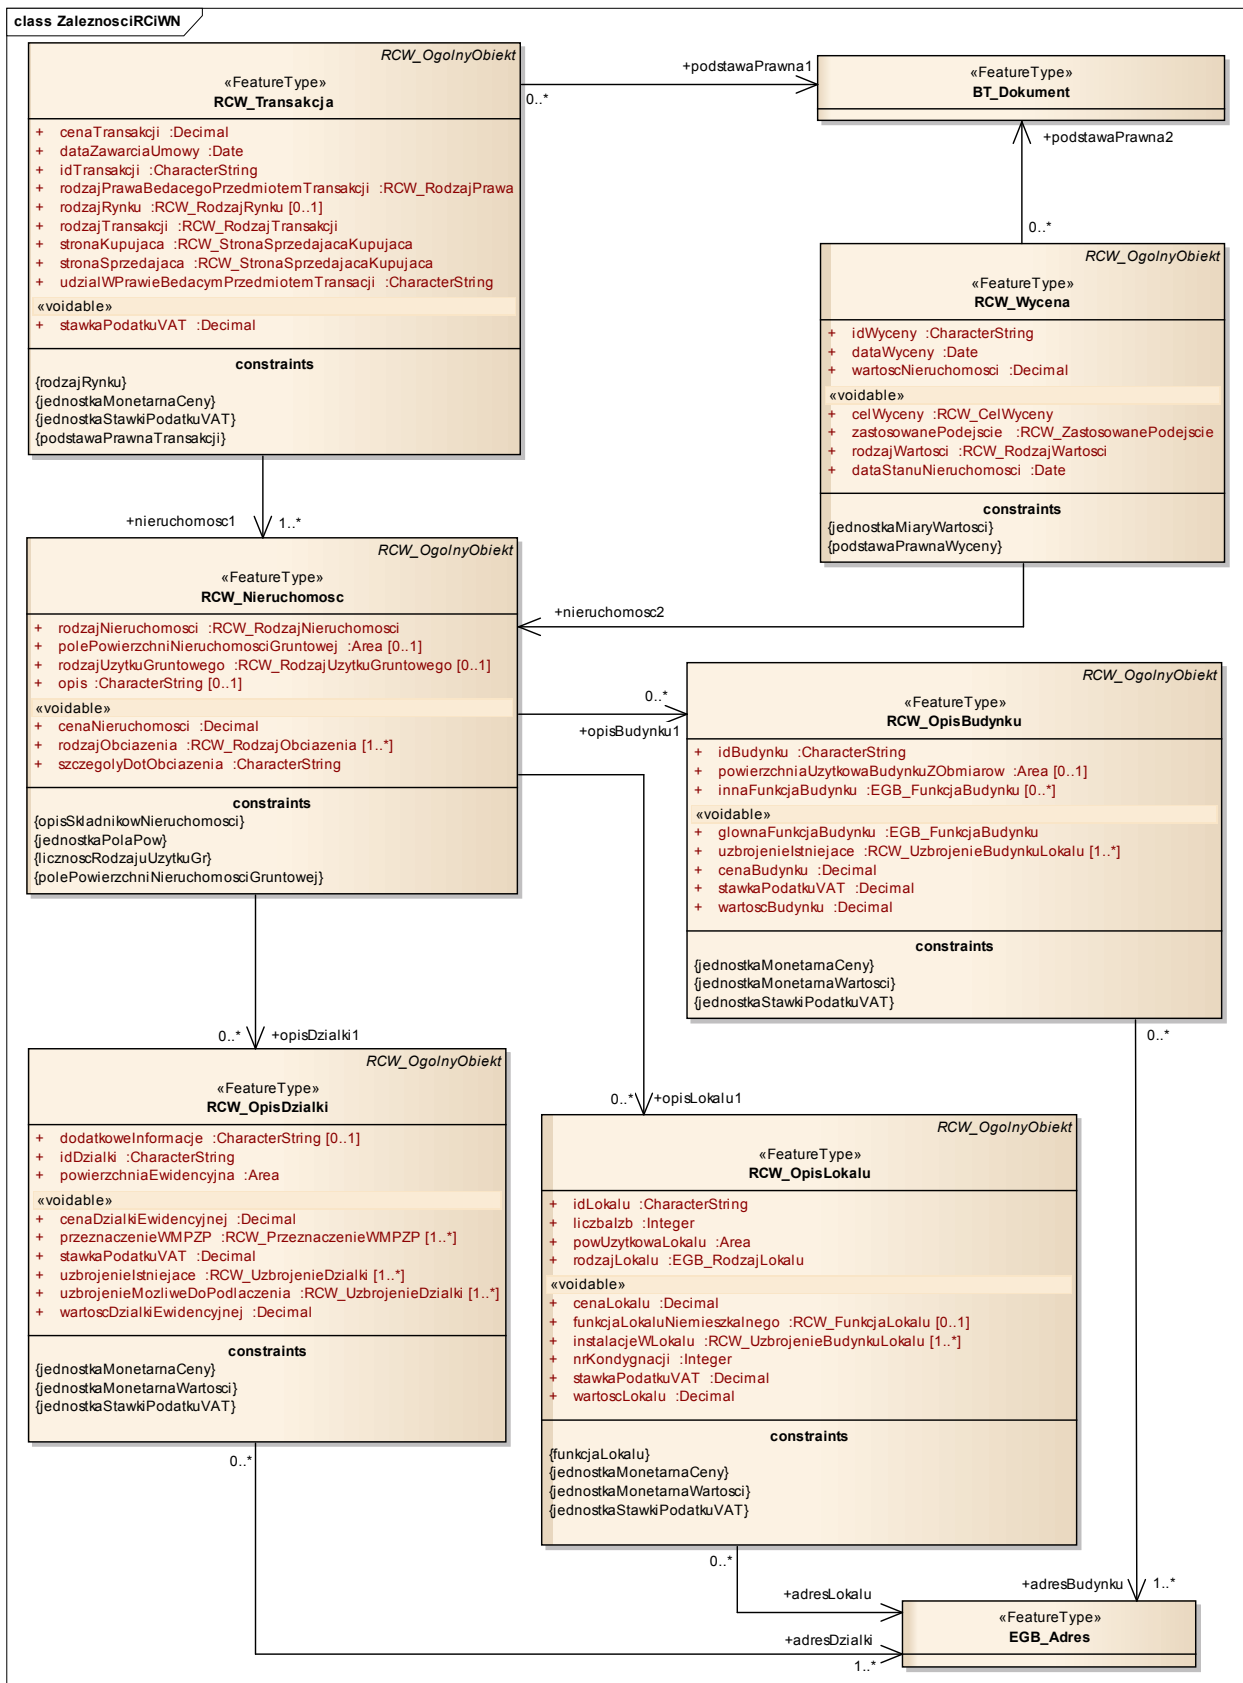 class ZaleznosciRCiWN
RCW_OgolnyObiekt
«FeatureType»
RCW_Transakcja
+ cenaTransakcji :Decimal
+ dataZawarciaUmowy :Date
+ idTransakcji :CharacterString
+ rodzajPrawaBedacegoPrzedmiotemTransakcji :RCW_RodzajPrawa
+ rodzajRynku :RCW_RodzajRynku [0..1]
+ rodzajTransakcji :RCW_RodzajTransakcji
+ stronaKupujaca :RCW_StronaSprzedajacaKupujaca
+ stronaSprzedajaca :RCW_StronaSprzedajacaKupujaca
+ udzialWPrawieBedacymPrzedmiotemTransacji :CharacterString
«voidable»
+ stawkaPodatkuVAT :Decimal
constraints
{rodzajRynku}
{jednostkaMonetarnaCeny}
{jednostkaStawkiPodatkuVAT}
{podstawaPrawnaTransakcji}
+podstawaPrawna1
0..*
«FeatureType»
BT_Dokument
+podstawaPrawna2
0..*
RCW_OgolnyObiekt
«FeatureType»
RCW_Wycena
+ idWyceny :CharacterString
+ dataWyceny :Date
+ wartoscNieruchomosci :Decimal
«voidable»
+ celWyceny :RCW_CelWyceny
+ zastosowanePodejscie :RCW_ZastosowanePodejscie
+ rodzajWartosci :RCW_RodzajWartosci
+ dataStanuNieruchomosci :Date
constraints
{jednostkaMiaryWartosci}
{podstawaPrawnaWyceny}
+nieruchomosc1
1..*
+nieruchomosc2
RCW_OgolnyObiekt
«FeatureType»
RCW_Nieruchomosc
+ rodzajNieruchomosci :RCW_RodzajNieruchomosci
+ polePowierzchniNieruchomosciGruntowej :Area [0..1]
+ rodzajUzytkuGruntowego :RCW_RodzajUzytkuGruntowego [0..1]
+ opis :CharacterString [0..1]
«voidable»
+ cenaNieruchomosci :Decimal
+ rodzajObciazenia :RCW_RodzajObciazenia [1..*]
+ szczegolyDotObciazenia :CharacterString
constraints
{opisSkladnikowNieruchomosci}
{jednostkaPolaPow}
{licznoscRodzajuUzytkuGr}
{polePowierzchniNieruchomosciGruntowej}
0..*
+opisBudynku1
RCW_OgolnyObiekt
«FeatureType»
RCW_OpisBudynku
+ idBudynku :CharacterString
+ powierzchniaUzytkowaBudynkuZObmiarow :Area [0..1]
+ innaFunkcjaBudynku :EGB_FunkcjaBudynku [0..*]
«voidable»
+ glownaFunkcjaBudynku :EGB_FunkcjaBudynku
+ uzbrojenieIstniejace :RCW_UzbrojenieBudynkuLokalu [1..*]
+ cenaBudynku :Decimal
+ stawkaPodatkuVAT :Decimal
+ wartoscBudynku :Decimal
constraints
{jednostkaMonetarnaCeny}
{jednostkaMonetarnaWartosci}
{jednostkaStawkiPodatkuVAT}
0..*
0..*
+opisDzialki1
RCW_OgolnyObiekt
«FeatureType»
RCW_OpisDzialki
+ dodatkoweInformacje :CharacterString [0..1]
+ idDzialki :CharacterString
+ powierzchniaEwidencyjna :Area
«voidable»
+ cenaDzialkiEwidencyjnej :Decimal
+ przeznaczenieWMPZP :RCW_PrzeznaczenieWMPZP [1..*]
+ stawkaPodatkuVAT :Decimal
+ uzbrojenieIstniejace :RCW_UzbrojenieDzialki [1..*]
+ uzbrojenieMozliweDoPodlaczenia :RCW_UzbrojenieDzialki [1..*]
+ wartoscDzialkiEwidencyjnej :Decimal
constraints
{jednostkaMonetarnaCeny}
{jednostkaMonetarnaWartosci}
{jednostkaStawkiPodatkuVAT}
0..*
0..*
+opisLokalu1
RCW_OgolnyObiekt
«FeatureType»
RCW_OpisLokalu
+ idLokalu :CharacterString
+ liczbaIzb :Integer
+ powUzytkowaLokalu :Area
+ rodzajLokalu :EGB_RodzajLokalu
«voidable»
+ cenaLokalu :Decimal
+ funkcjaLokaluNiemieszkalnego :RCW_FunkcjaLokalu [0..1]
+ instalacjeWLokalu :RCW_UzbrojenieBudynkuLokalu [1..*]
+ nrKondygnacji :Integer
+ stawkaPodatkuVAT :Decimal
+ wartoscLokalu :Decimal
constraints
{funkcjaLokalu}
{jednostkaMonetarnaCeny}
{jednostkaMonetarnaWartosci}
{jednostkaStawkiPodatkuVAT}
0..*
+adresLokalu
+adresBudynku
1..*
+adresDzialki
1..*
«FeatureType»
EGB_Adres